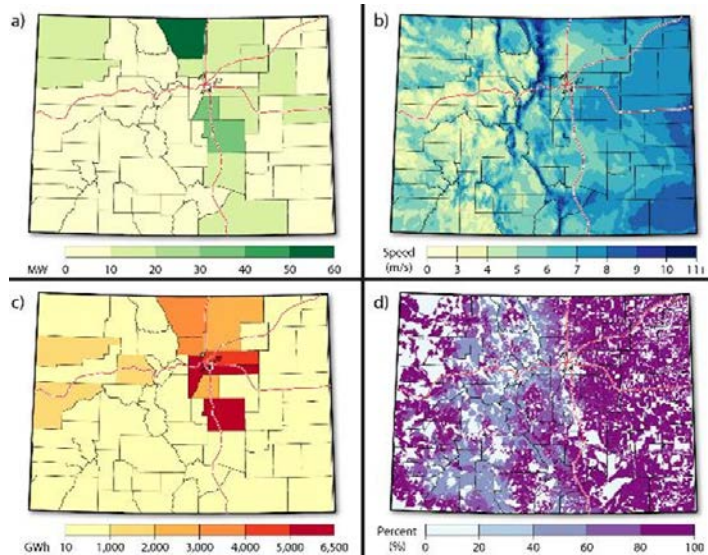 a)
MW
0 10 20 30 40 50 60
b)
Speed
(m/s)
0 3 4 5 6 7 8 9 10 11
c)
GWh
10 1,000 2,000 3,000 4,000 5,000 6,500
d)
Percent
(%)
0 20 40 60 80 100